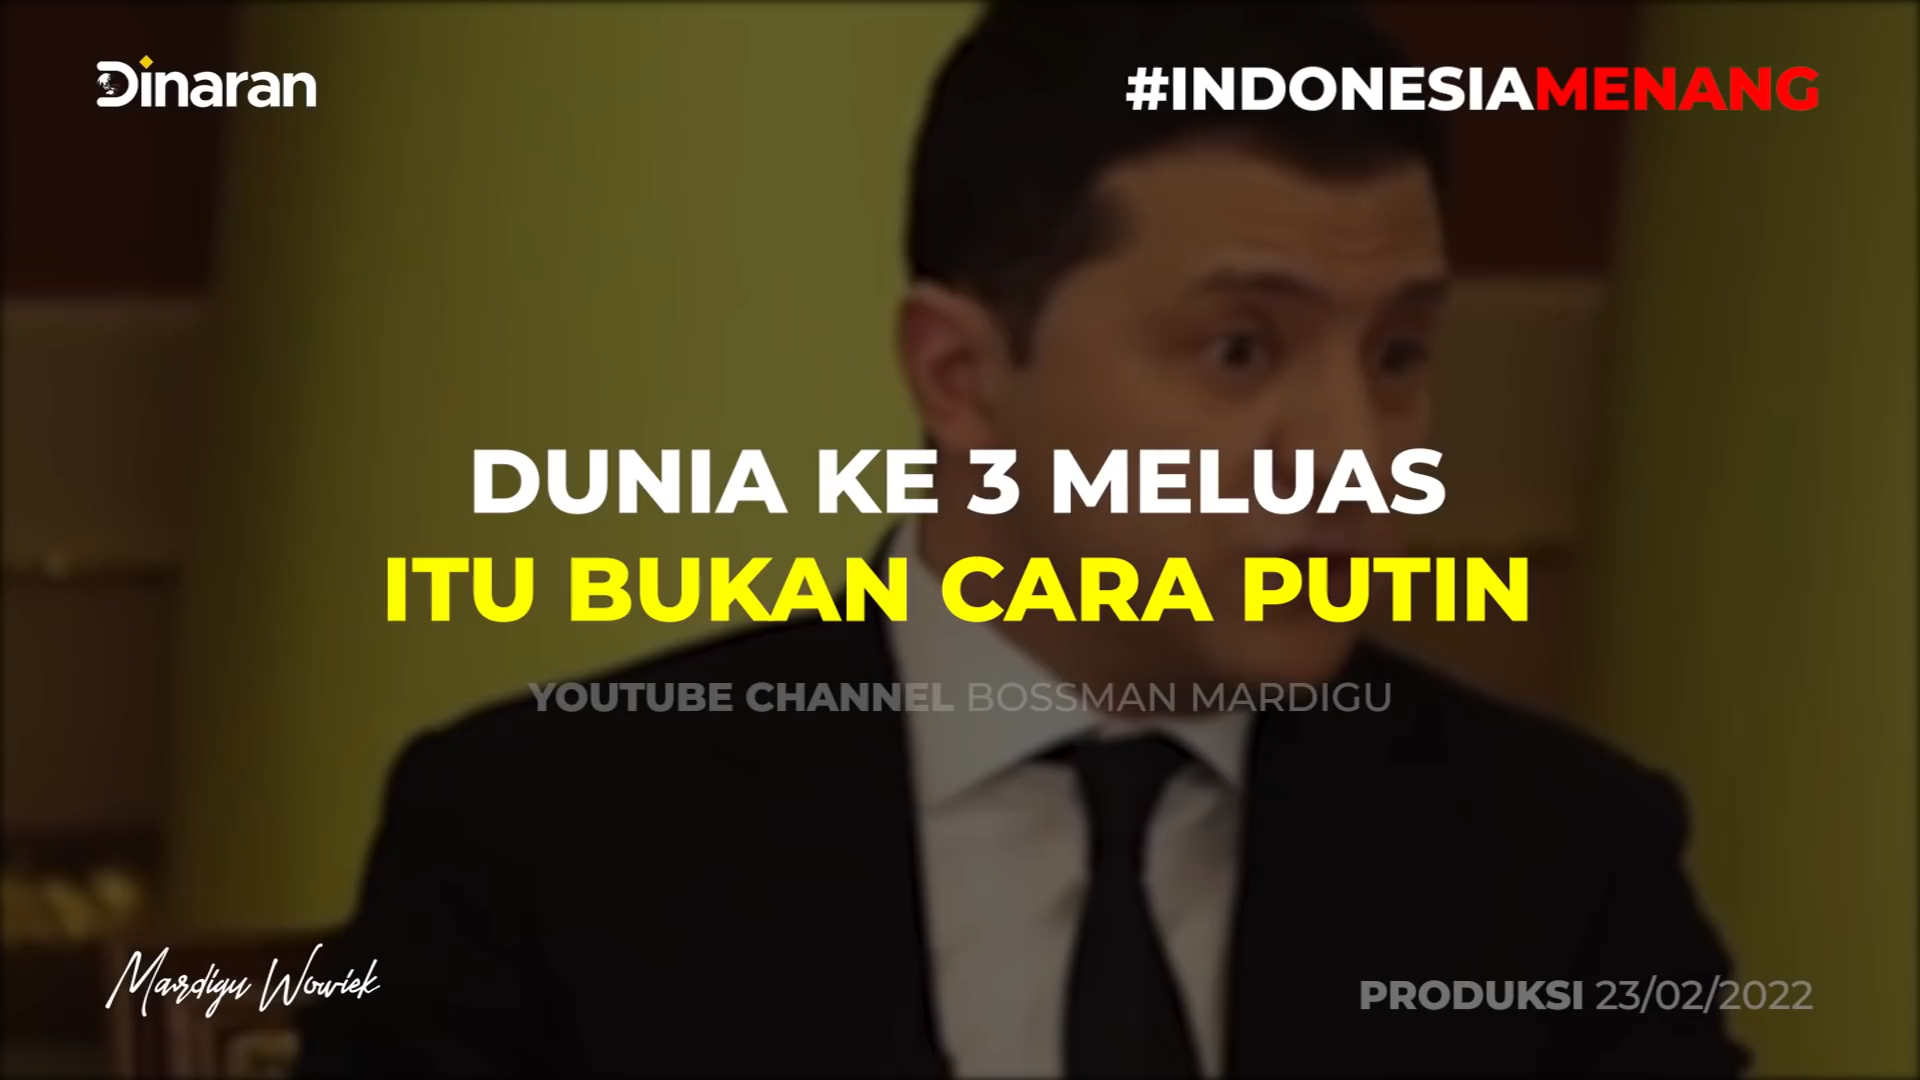 Dinaran
#INDONESIAMENANG
DUNIA KE 3 MELUAS
ITU BUKAN CARA PUTIN
YOUTUBE CHANNEL BOSSMAN MARDIGU
Mardigu Wowiek
PRODUKSI 23/02/2022